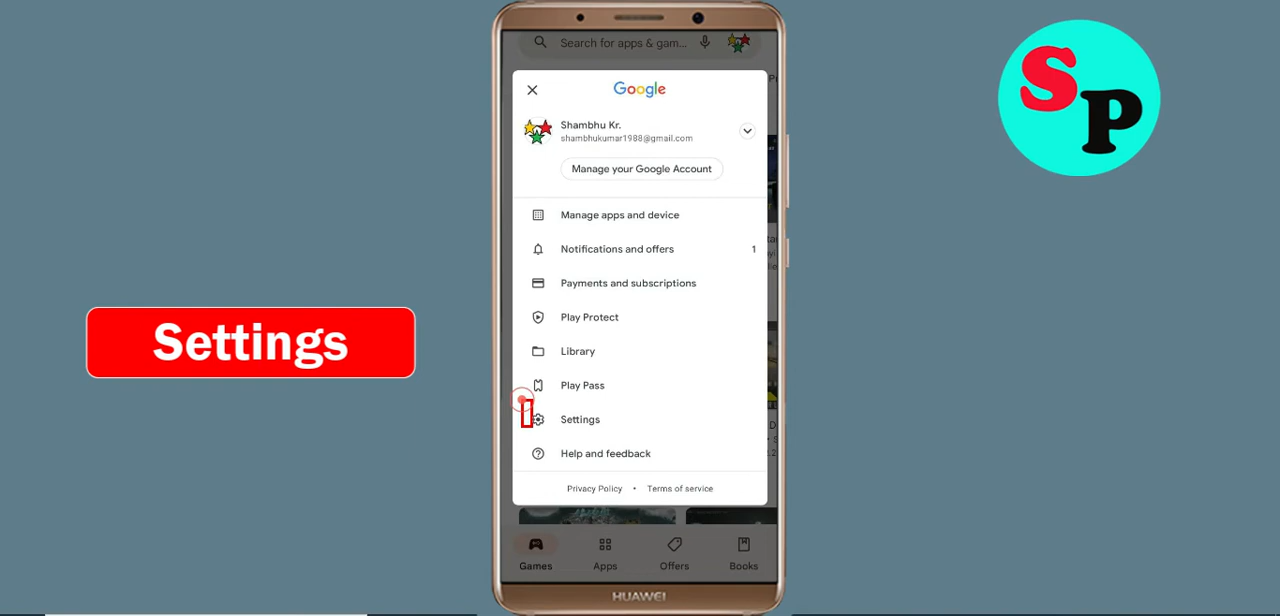 Search for apps & gam...
Google
Shambhu Kr.
shambhukumar1988@gmail.com
Manage your Google Account
Manage apps and device
Notifications and offers 1
Payments and subscriptions
Play Protect
Library
Play Pass
Settings
Help and feedback
Privacy Policy • Terms of service
Games Apps Offers Books
HUAWEI
Settings
SP